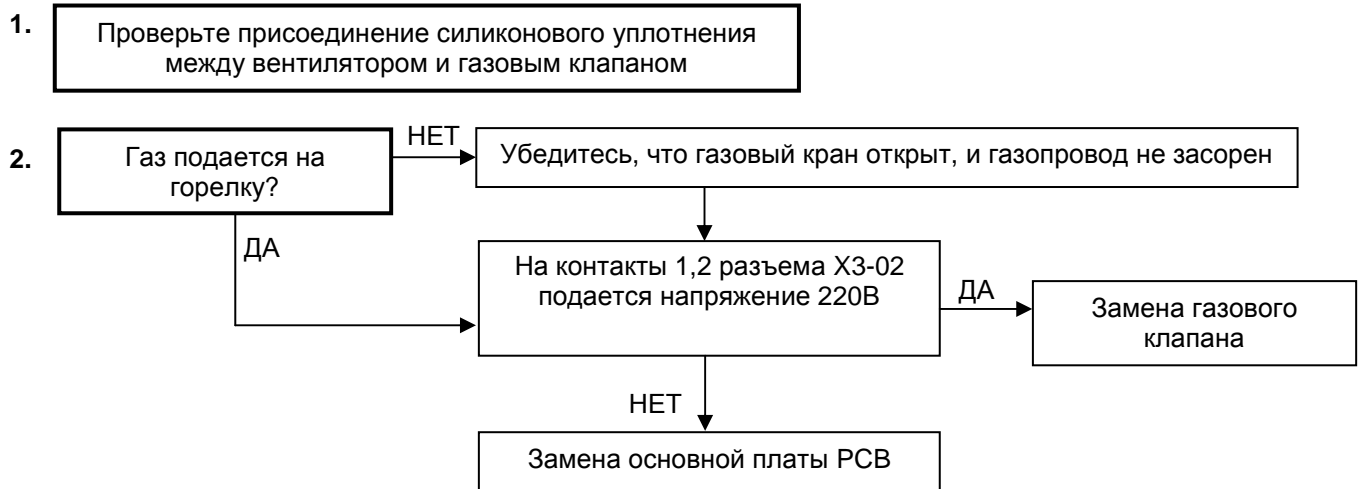 1.
Проверьте присоединение силиконового уплотнения
между вентилятором и газовым клапаном
2.
Газ подается на
горелку?
НЕТ
Убедитесь, что газовый кран открыт, и газопровод не засорен
ДА
На контакты 1,2 разъема X3-02
подается напряжение 220В
ДА
Замена газового
клапана
НЕТ
Замена основной платы PCB